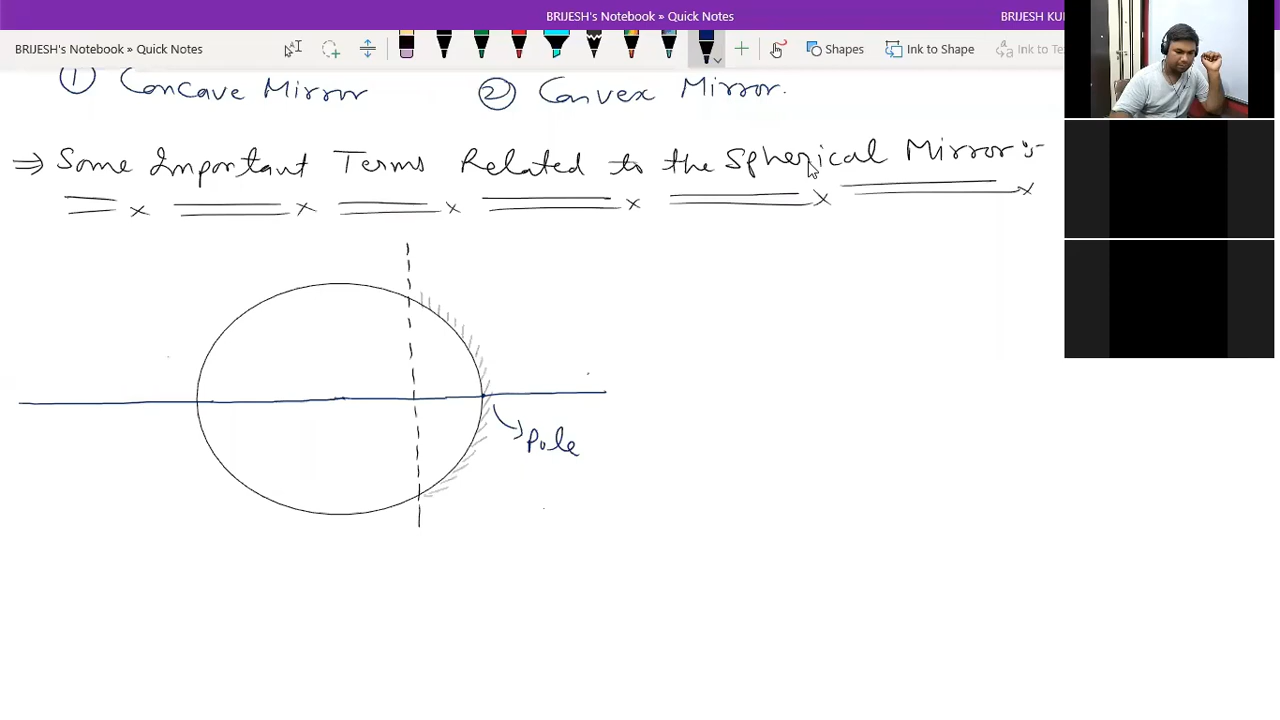 BRIJESH's Notebook » Quick Notes
BRIJESH KU
BRIJESH's Notebook » Quick Notes
Shapes
Ink to Shape
Ink to Te
① Concave Mirror ② Convex Mirror.
⇒ Some Important Terms Related to the Spherical Mirror's
Pole